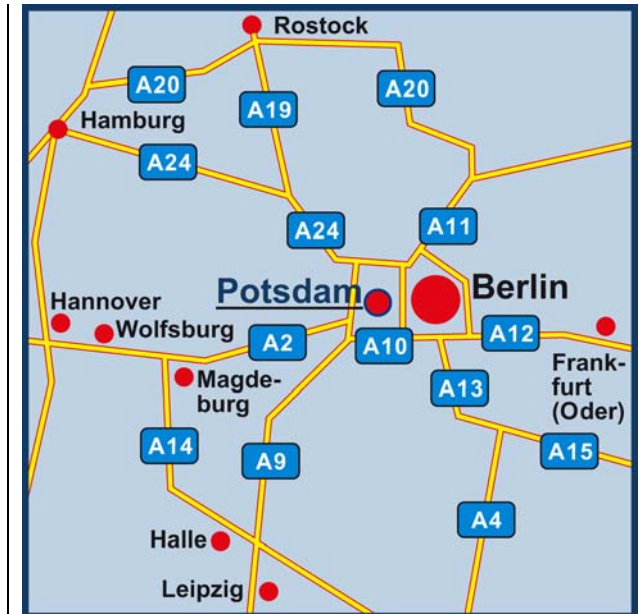 Rostock
A20
A20
A19
Hamburg
A24
A24
A11
Potsdam
Berlin
Hannover
Wolfsburg
A2
A10
A12
Magde-
burg
A13
Frank-
furt
(Oder)
A14
A9
A15
A4
Halle
Leipzig